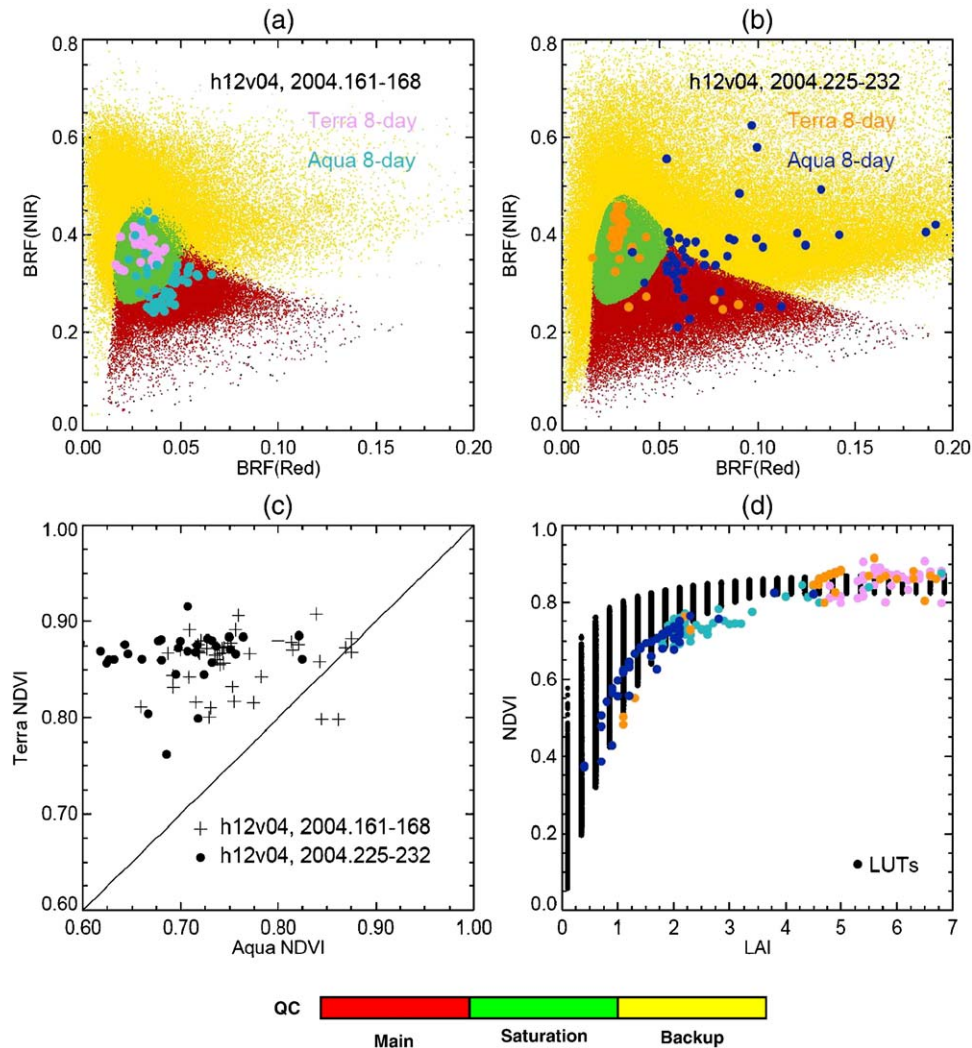 (a)
0.8
0.6
0.4
0.2
0.0
BRF(NIR)
h12v04, 2004.161-168
Terra 8-day
Aqua 8-day
0.00 0.05 0.10 0.15 0.20
BRF(Red)
(b)
0.8
0.6
0.4
0.2
0.0
BRF(NIR)
h12v04, 2004.225-232
Terra 8-day
Aqua 8-day
0.00 0.05 0.10 0.15 0.20
BRF(Red)
(c)
1.00
0.90
0.80
0.70
0.60
Terra NDVI
h12v04, 2004.161-168
h12v04, 2004.225-232
0.60 0.70 0.80 0.90 1.00
Aqua NDVI
(d)
1.0
0.8
0.6
0.4
0.2
0.0
NDVI
LUTs
0 1 2 3 4 5 6 7
LAI
QC
Main Saturation Backup